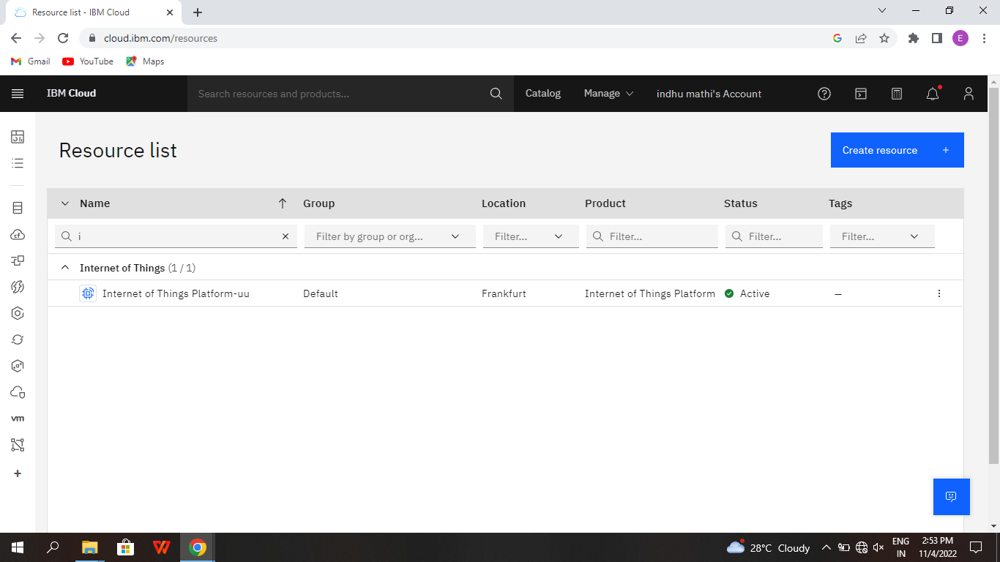 Resource list - IBM Cloud
cloud.ibm.com/resources
E
Gmail YouTube Maps
IBM Cloud Search resources and products... Catalog Manage indhu mathi's Account
Resource list
Create resource +
Name Group Location Product Status Tags
i Filter by group or org... Filter... Filter... Filter... Filter...
Internet of Things (1 / 1)
Internet of Things Platform-uu Default Frankfurt Internet of Things Platform Active –
cf
vm
28°C Cloudy
ENG
IN
2:53 PM
11/4/2022